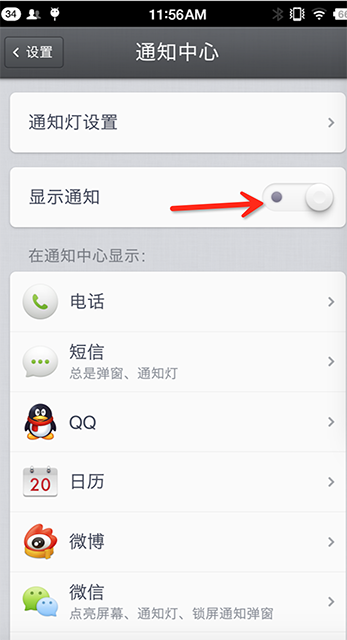 34
11:56AM
66
设置
通知中心
通知灯设置
显示通知
在通知中心显示：
电话
短信
总是弹窗、通知灯
QQ
20
日历
微博
微信
点亮屏幕、通知灯、锁屏通知弹窗